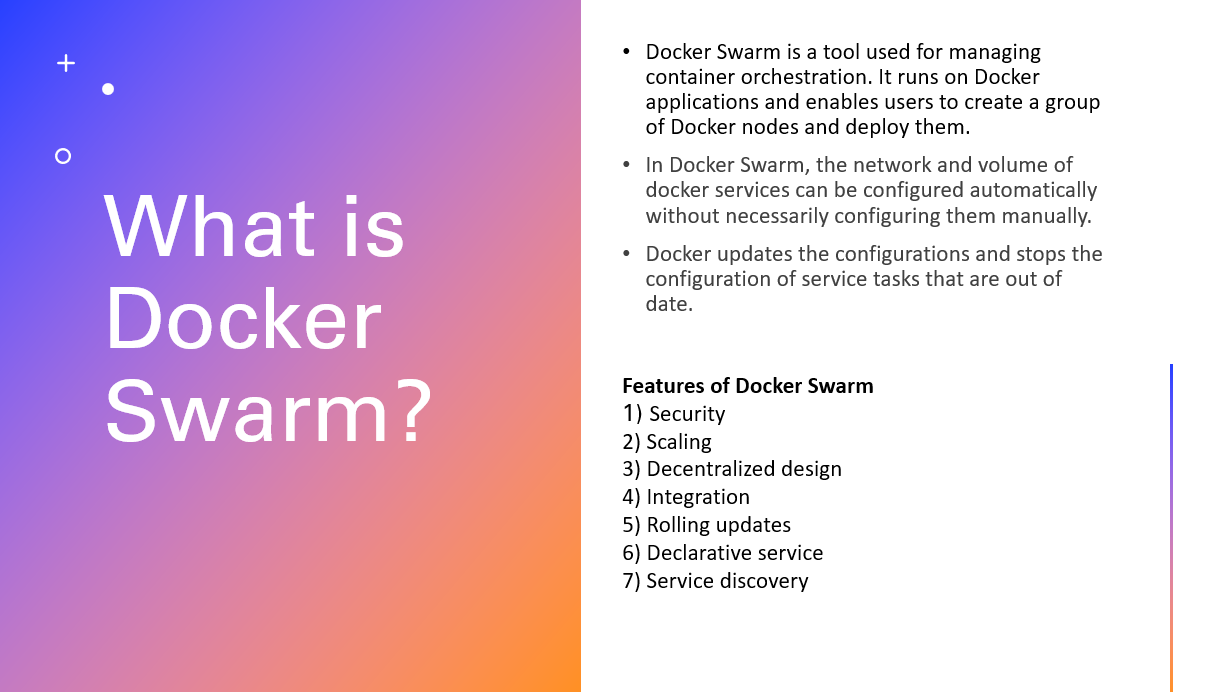 What is
Docker
Swarm?
• Docker Swarm is a tool used for managing
container orchestration. It runs on Docker
applications and enables users to create a group
of Docker nodes and deploy them.
• In Docker Swarm, the network and volume of
docker services can be configured automatically
without necessarily configuring them manually.
• Docker updates the configurations and stops the
configuration of service tasks that are out of
date.
Features of Docker Swarm
1) Security
2) Scaling
3) Decentralized design
4) Integration
5) Rolling updates
6) Declarative service
7) Service discovery